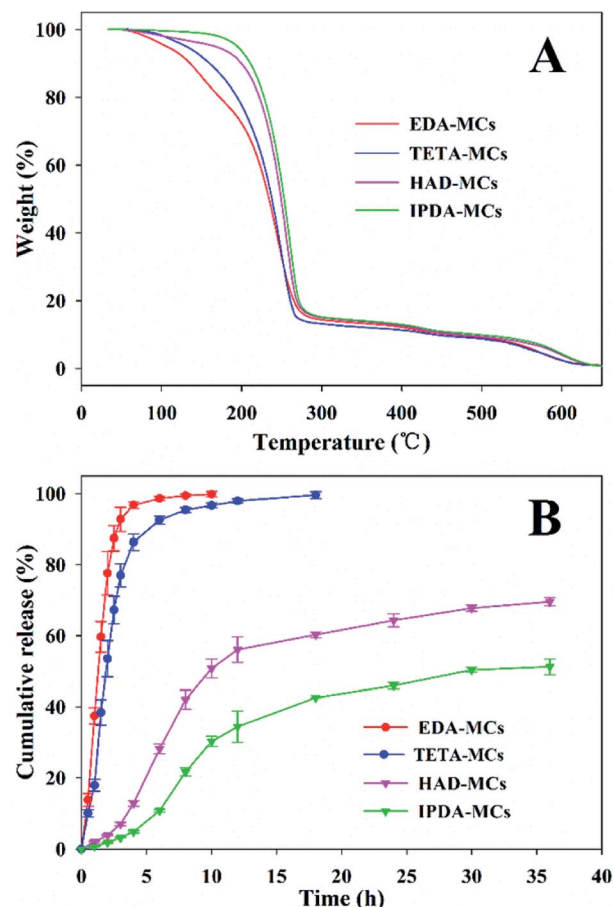 A
100
80
60
40
20
0
Weight (%)
EDA-MCs
TETA-MCs
HAD-MCs
IPDA-MCs
0 100 200 300 400 500 600
Temperature (℃)
B
100
80
60
40
20
0
Cumulative release (%)
EDA-MCs
TETA-MCs
HAD-MCs
IPDA-MCs
0 5 10 15 20 25 30 35 40
Time (h)